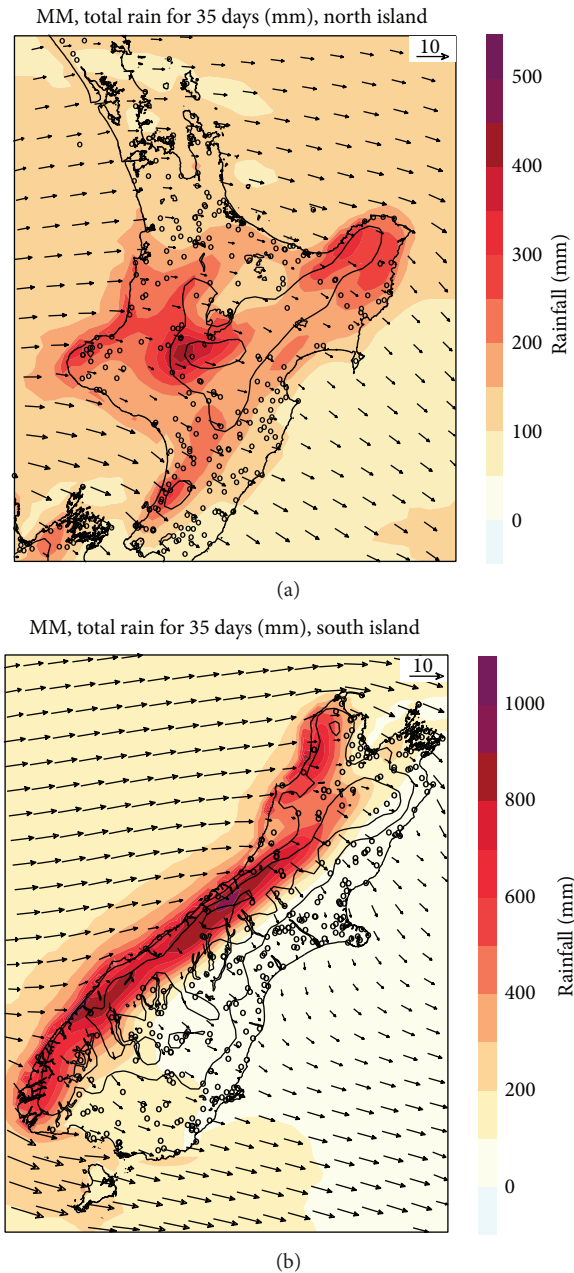 MM, total rain for 35 days (mm), north island
10
500
400
300
200
100
0
Rainfall (mm)
(a)
MM, total rain for 35 days (mm), south island
10
1000
800
600
400
200
0
Rainfall (mm)
(b)